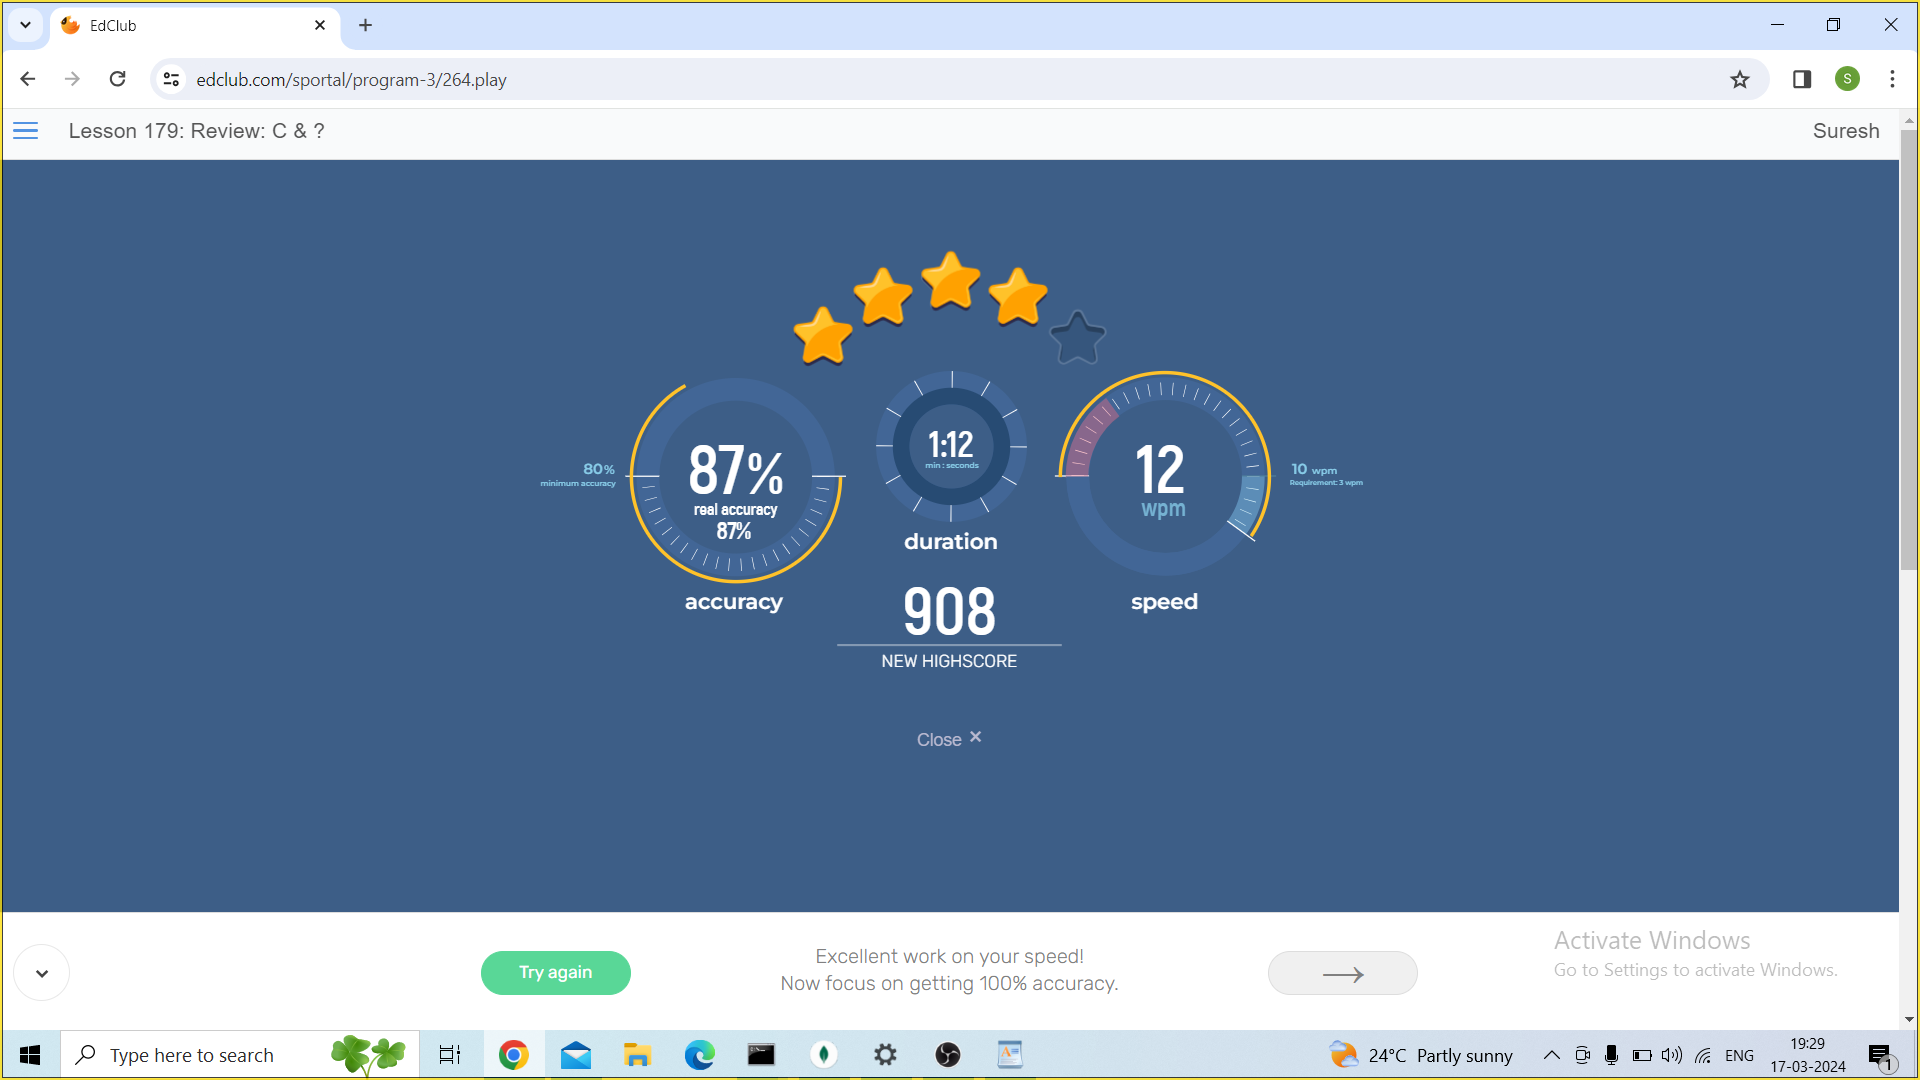 EdClub
edclub.com/sportal/program-3/264.play
S
Lesson 179: Review: C & ?
Suresh
80%
minimum accuracy
87%
real accuracy
87%
accuracy
1:12
min : seconds
duration
12
wpm
speed
10 wpm
Requirement: 3 wpm
908
NEW HIGHSCORE
Close ×
Try again
Excellent work on your speed!
Now focus on getting 100% accuracy.
Activate Windows
Go to Settings to activate Windows.
Type here to search
24°C Partly sunny
ENG
19:29
17-03-2024
1